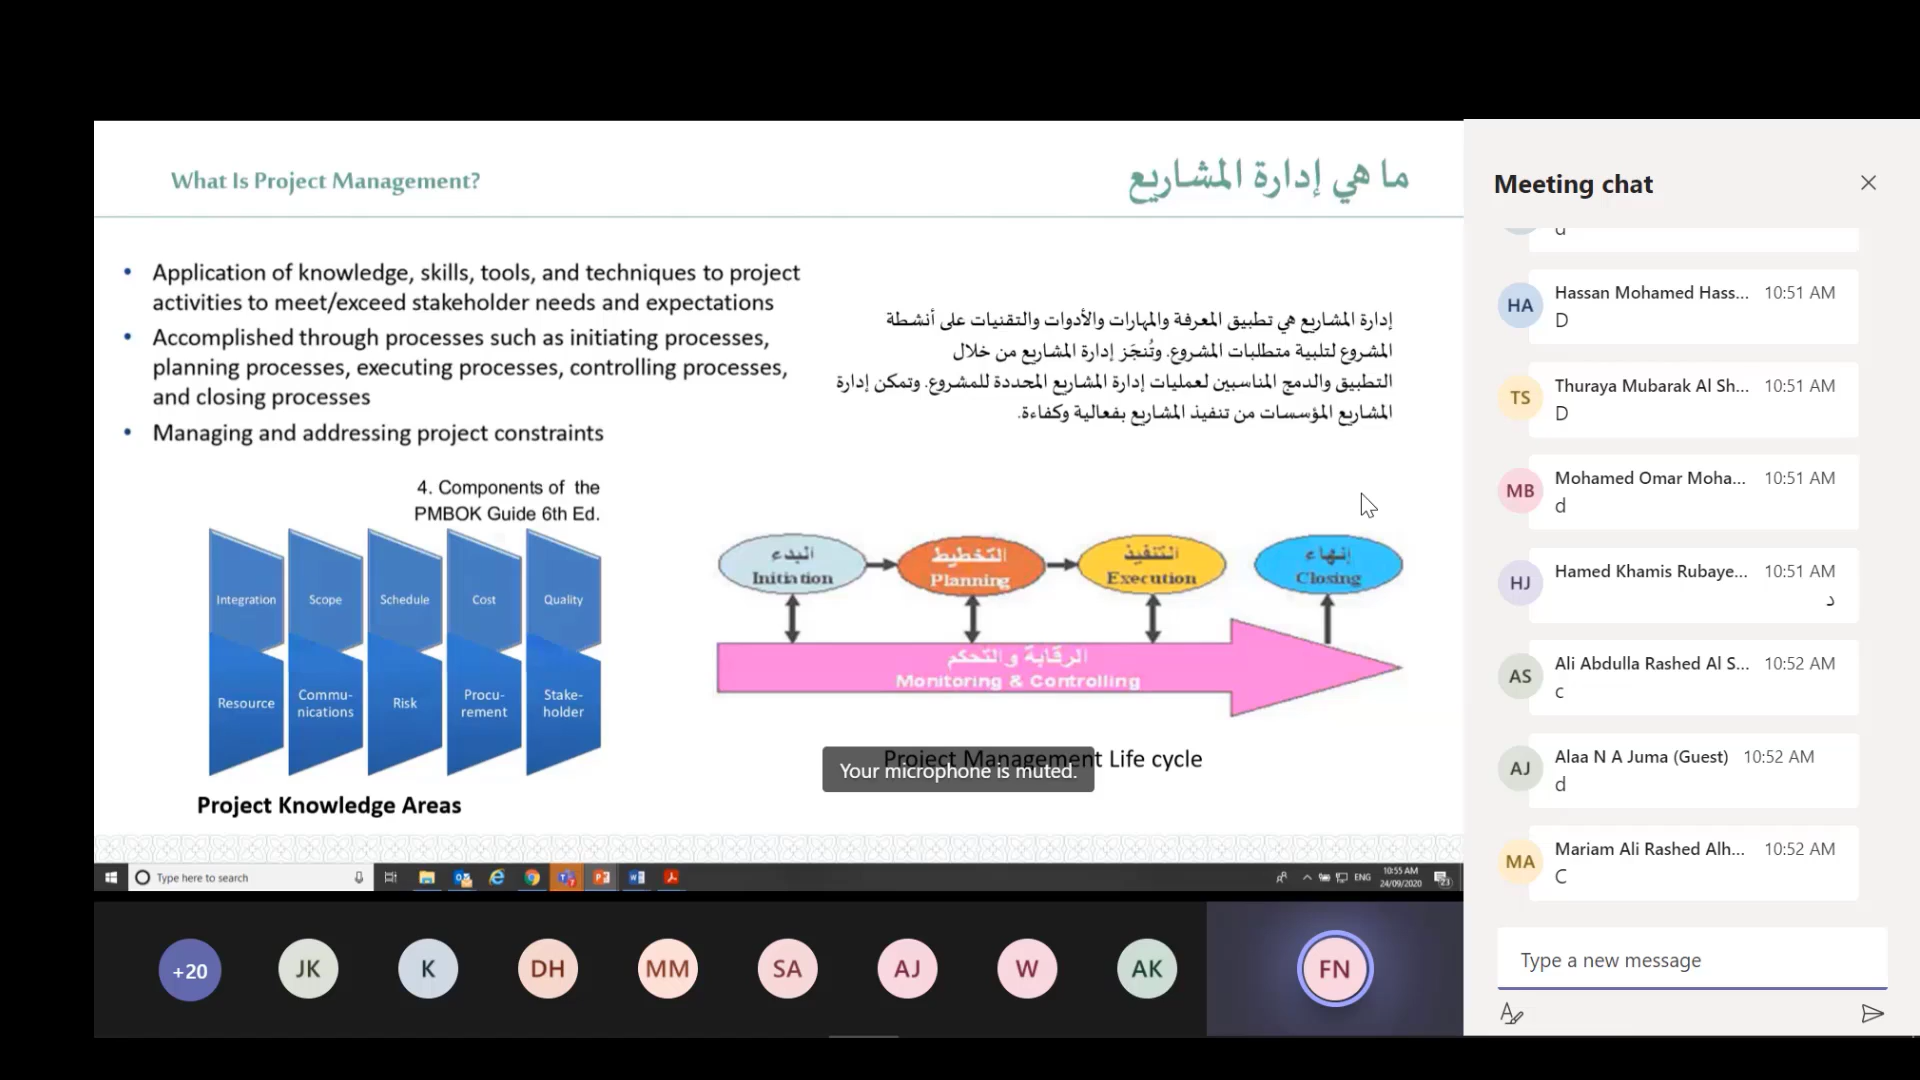 What Is Project Management?
ما هي إدارة المشاريع
• Application of knowledge, skills, tools, and techniques to project
activities to meet/exceed stakeholder needs and expectations
• Accomplished through processes such as initiating processes,
planning processes, executing processes, controlling processes,
and closing processes
• Managing and addressing project constraints
إدارة المشاريع هي تطبيق المعرفة والمهارات والأدوات والتقنيات على أنشطة
المشروع لتلبية متطلبات المشروع. وتُنجَز إدارة المشاريع من خلال
التطبيق والدمج المناسبين لعمليات إدارة المشاريع المحددة للمشروع. وتمكن إدارة
المشاريع المؤسسات من تنفيذ المشاريع بفعالية وكفاءة.
4. Components of the
PMBOK Guide 6th Ed.
Integration
Scope
Schedule
Cost
Quality
Resource
Commu-
nications
Risk
Procu-
rement
Stake-
holder
Project Knowledge Areas
البدء
Initiation
التخطيط
Planning
التنفيذ
Execution
إنهاء
Closing
الرقابة والتحكم
Monitoring & Controlling
Project Management Life cycle
Your microphone is muted.
Type here to search
ENG
10:55 AM
24/09/2020
23
+20
JK
K
DH
MM
SA
AJ
W
AK
FN
Meeting chat
HA
Hassan Mohamed Hass... 10:51 AM
D
TS
Thuraya Mubarak Al Sh... 10:51 AM
D
MB
Mohamed Omar Moha... 10:51 AM
d
HJ
Hamed Khamis Rubaye... 10:51 AM
د
AS
Ali Abdulla Rashed Al S... 10:52 AM
c
AJ
Alaa N A Juma (Guest) 10:52 AM
d
MA
Mariam Ali Rashed Alh... 10:52 AM
C
Type a new message